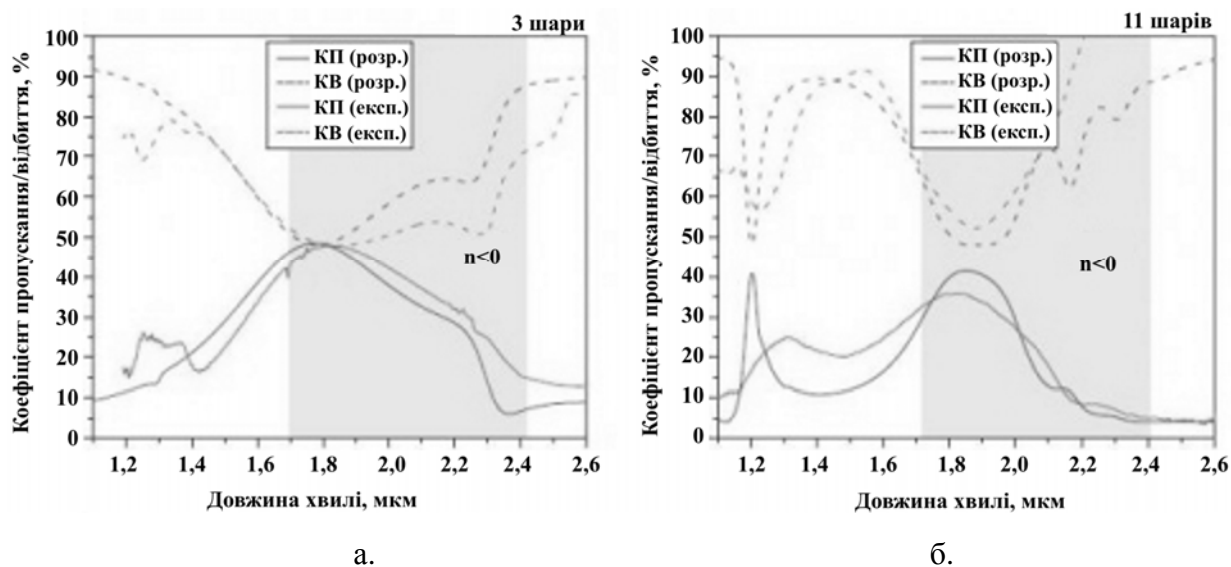 3 шари
Коефіцієнт пропускання/відбиття, %
100
90
80
70
60
50
40
30
20
10
0
КП (розр.)
КВ (розр.)
КП (експ.)
КВ (експ.)
n<0
1,2 1,4 1,6 1,8 2,0 2,2 2,4 2,6
Довжина хвилі, мкм
а.
11 шарів
Коефіцієнт пропускання/відбиття, %
100
90
80
70
60
50
40
30
20
10
0
КП (розр.)
КВ (розр.)
КП (експ.)
КВ (експ.)
n<0
1,2 1,4 1,6 1,8 2,0 2,2 2,4 2,6
Довжина хвилі, мкм
б.